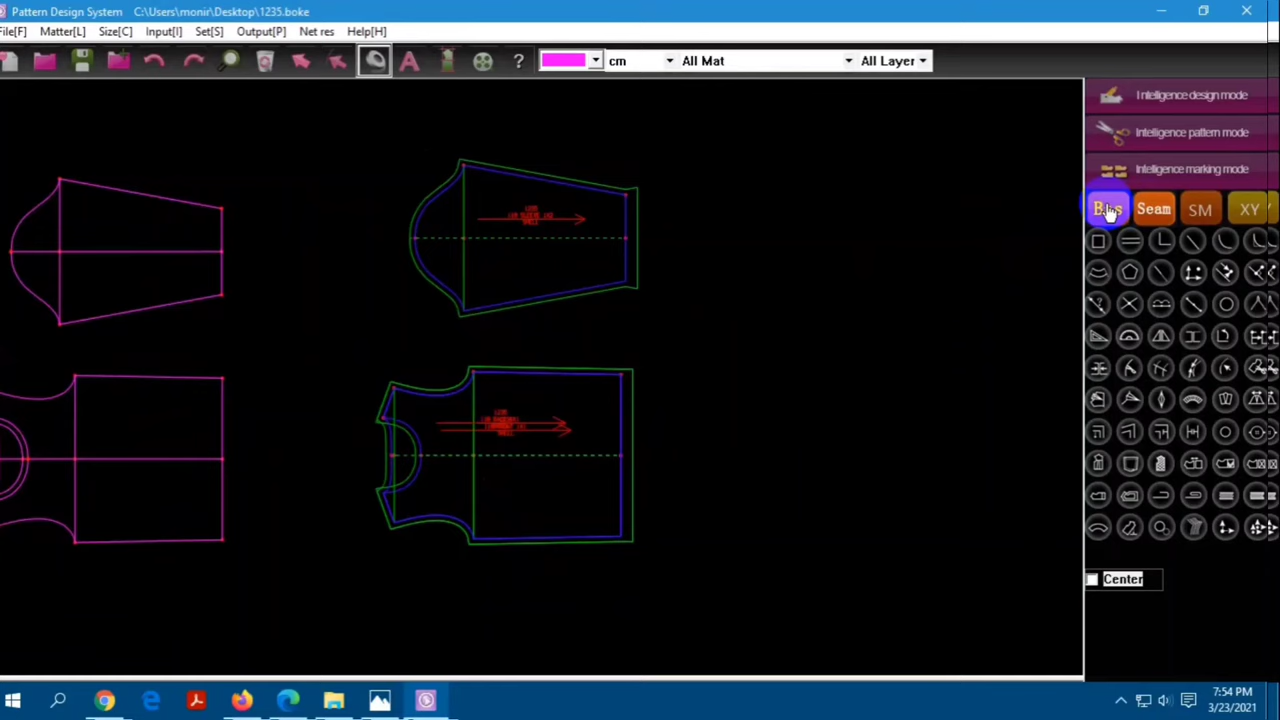 Pattern Design System C:\Users\monir\Desktop\1235.boke
File[F] Matter[L] Size[C] Input[I] Set[S] Output[P] Net res Help[H]
cm All Mat All Layer
Intelligence design mode
Intelligence pattern mode
Intelligence marking mode
Seam SM XY
Center
7:54 PM
3/23/2021